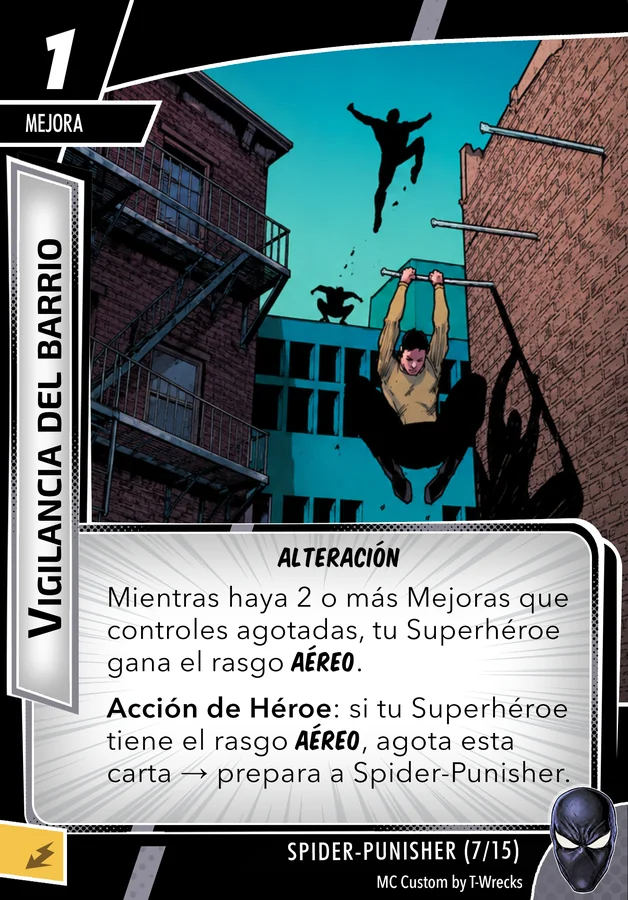 1
MEJORA
VIGILANCIA DEL BARRIO
ALTERACIÓN
Mientras haya 2 o más Mejoras que
controles agotadas, tu Superhéroe
gana el rasgo AÉREO.
Acción de Héroe: si tu Superhéroe
tiene el rasgo AÉREO, agota esta
carta → prepara a Spider-Punisher.
SPIDER-PUNISHER (7/15)
MC Custom by T-Wrecks